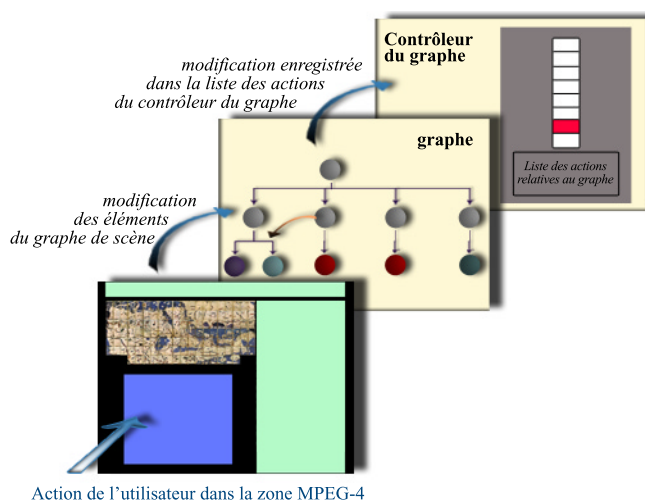 Contrôleur
du graphe
modification enregistrée
dans la liste des actions
du contrôleur du graphe
graphe
Liste des actions
relatives au graphe
modification
des éléments
du graphe de scène
Action de l'utilisateur dans la zone MPEG-4